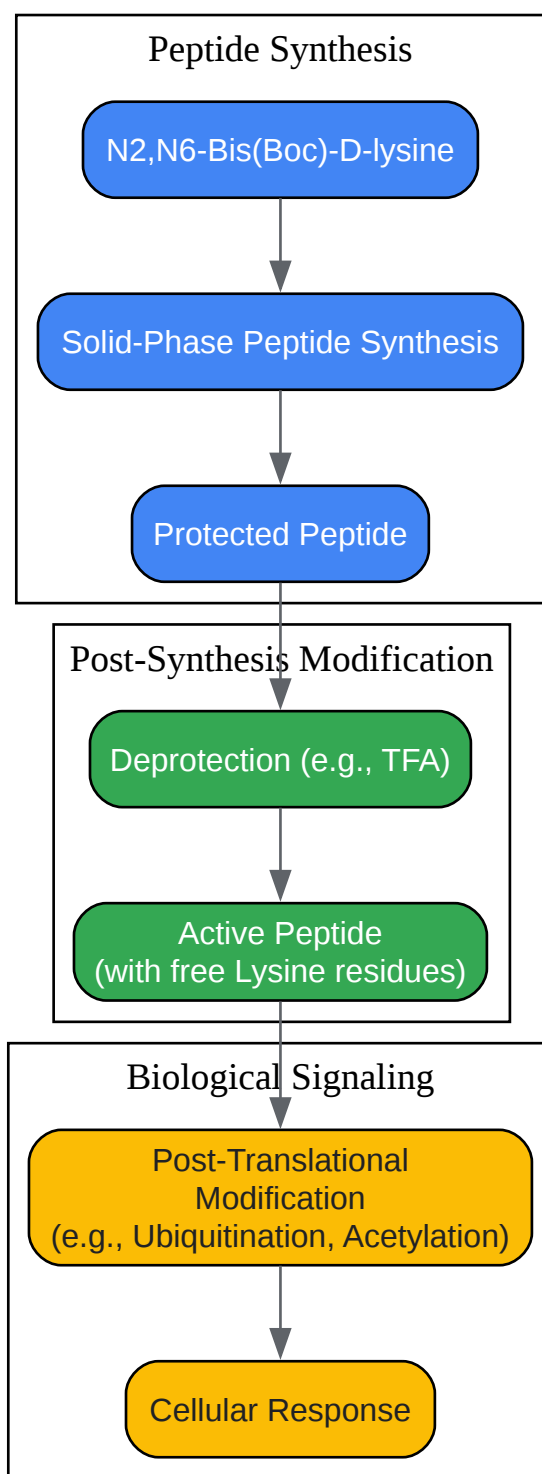 Peptide Synthesis
N2,N6-Bis(Boc)-D-lysine
Solid-Phase Peptide Synthesis
Protected Peptide
Post-Synthesis Modification
Deprotection (e.g., TFA)
Active Peptide
(with free Lysine residues)
Biological Signaling
Post-Translational
Modification
(e.g., Ubiquitination, Acetylation)
Cellular Response